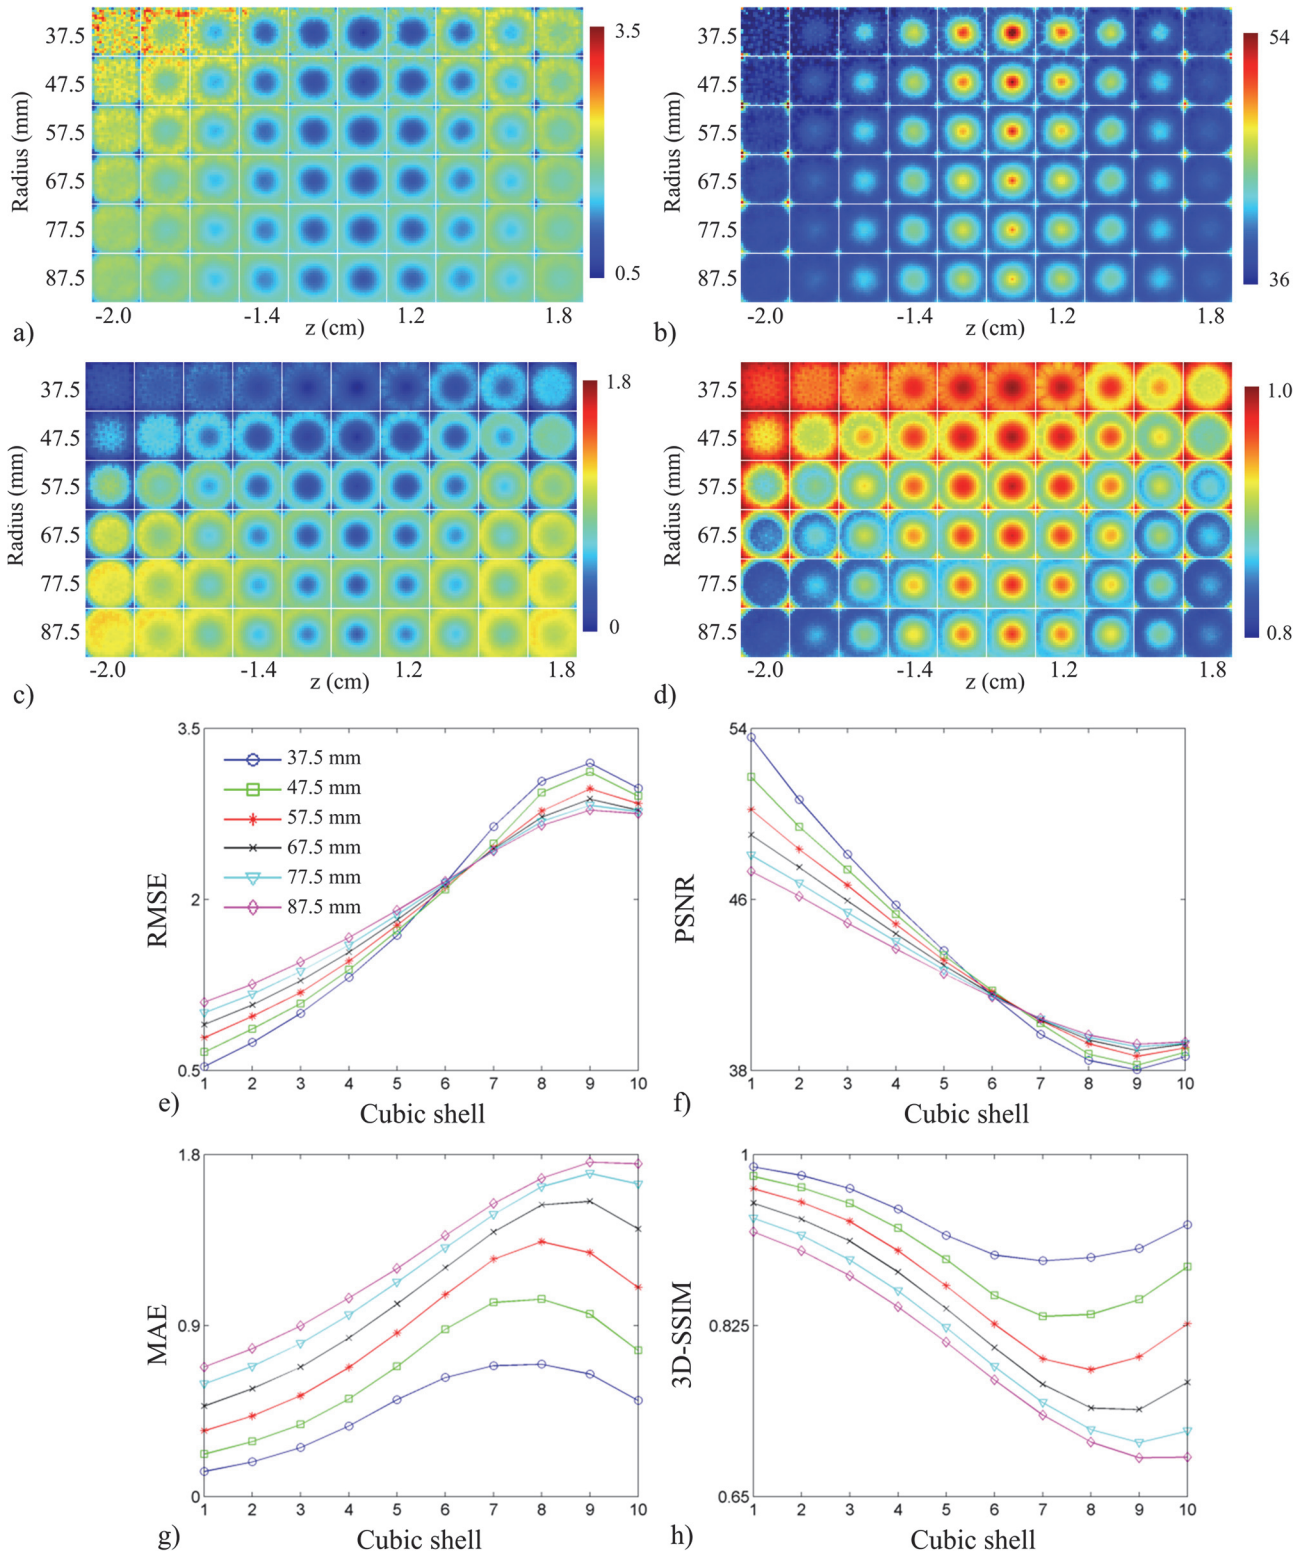 37.5
47.5
57.5
67.5
77.5
87.5
Radius (mm)
3.5
0.5
-2.0
-1.4
1.2
1.8
z (cm)
a)
37.5
47.5
57.5
67.5
77.5
87.5
Radius (mm)
54
36
-2.0
-1.4
1.2
1.8
z (cm)
b)
37.5
47.5
57.5
67.5
77.5
87.5
Radius (mm)
1.8
0
-2.0
-1.4
1.2
1.8
z (cm)
c)
37.5
47.5
57.5
67.5
77.5
87.5
Radius (mm)
1.0
0.8
-2.0
-1.4
1.2
1.8
z (cm)
d)
3.5
2
0.5
RMSE
37.5 mm
47.5 mm
57.5 mm
67.5 mm
77.5 mm
87.5 mm
1 2 3 4 5 6 7 8 9 10
Cubic shell
e)
54
46
38
PSNR
1 2 3 4 5 6 7 8 9 10
Cubic shell
f)
1.8
0.9
0
MAE
1 2 3 4 5 6 7 8 9 10
Cubic shell
g)
1
0.825
0.65
3D-SSIM
1 2 3 4 5 6 7 8 9 10
Cubic shell
h)